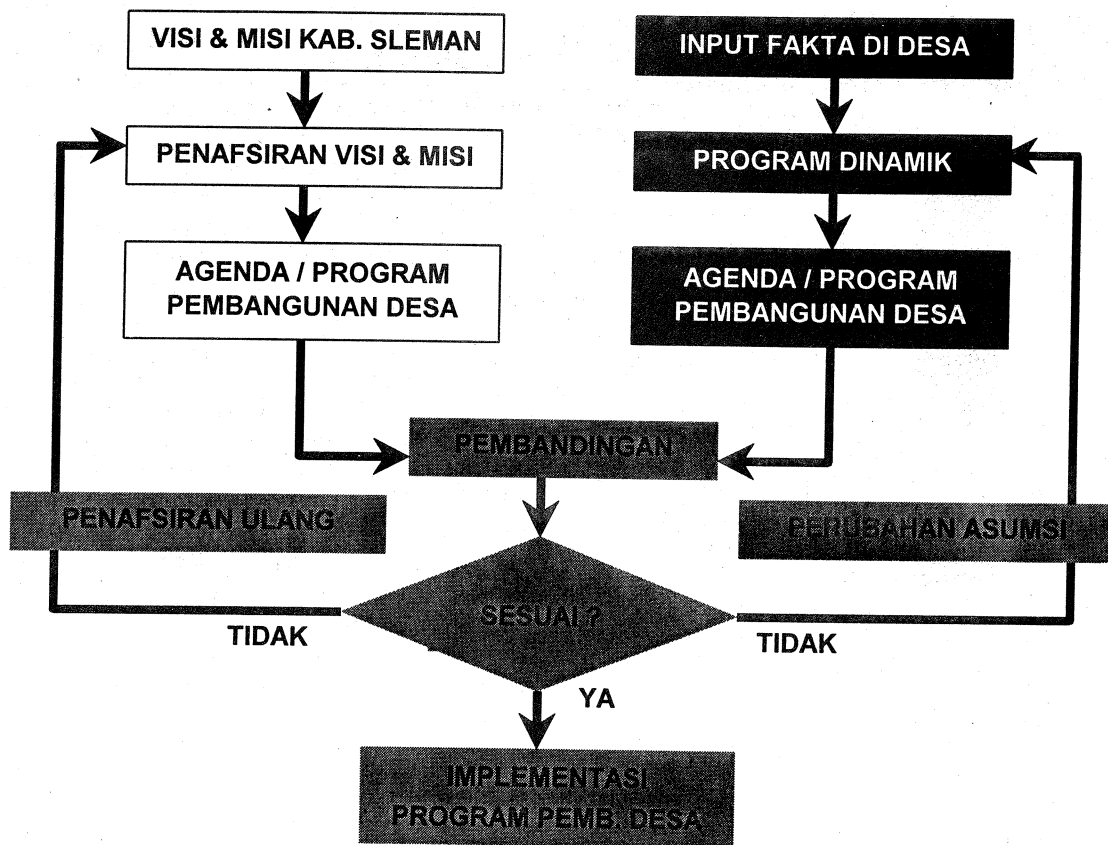 VISI & MISI KAB. SLEMAN
INPUT FAKTA DI DESA
PENAFSIRAN VISI & MISI
PROGRAM DINAMIK
AGENDA / PROGRAM
PEMBANGUNAN DESA
AGENDA / PROGRAM
PEMBANGUNAN DESA
PEMBANDINGAN
PENAFSIRAN ULANG
PERUBAHAN ASUMSI
SESUAI ?
TIDAK
TIDAK
YA
IMPLEMENTASI
PROGRAM PEMB. DESA